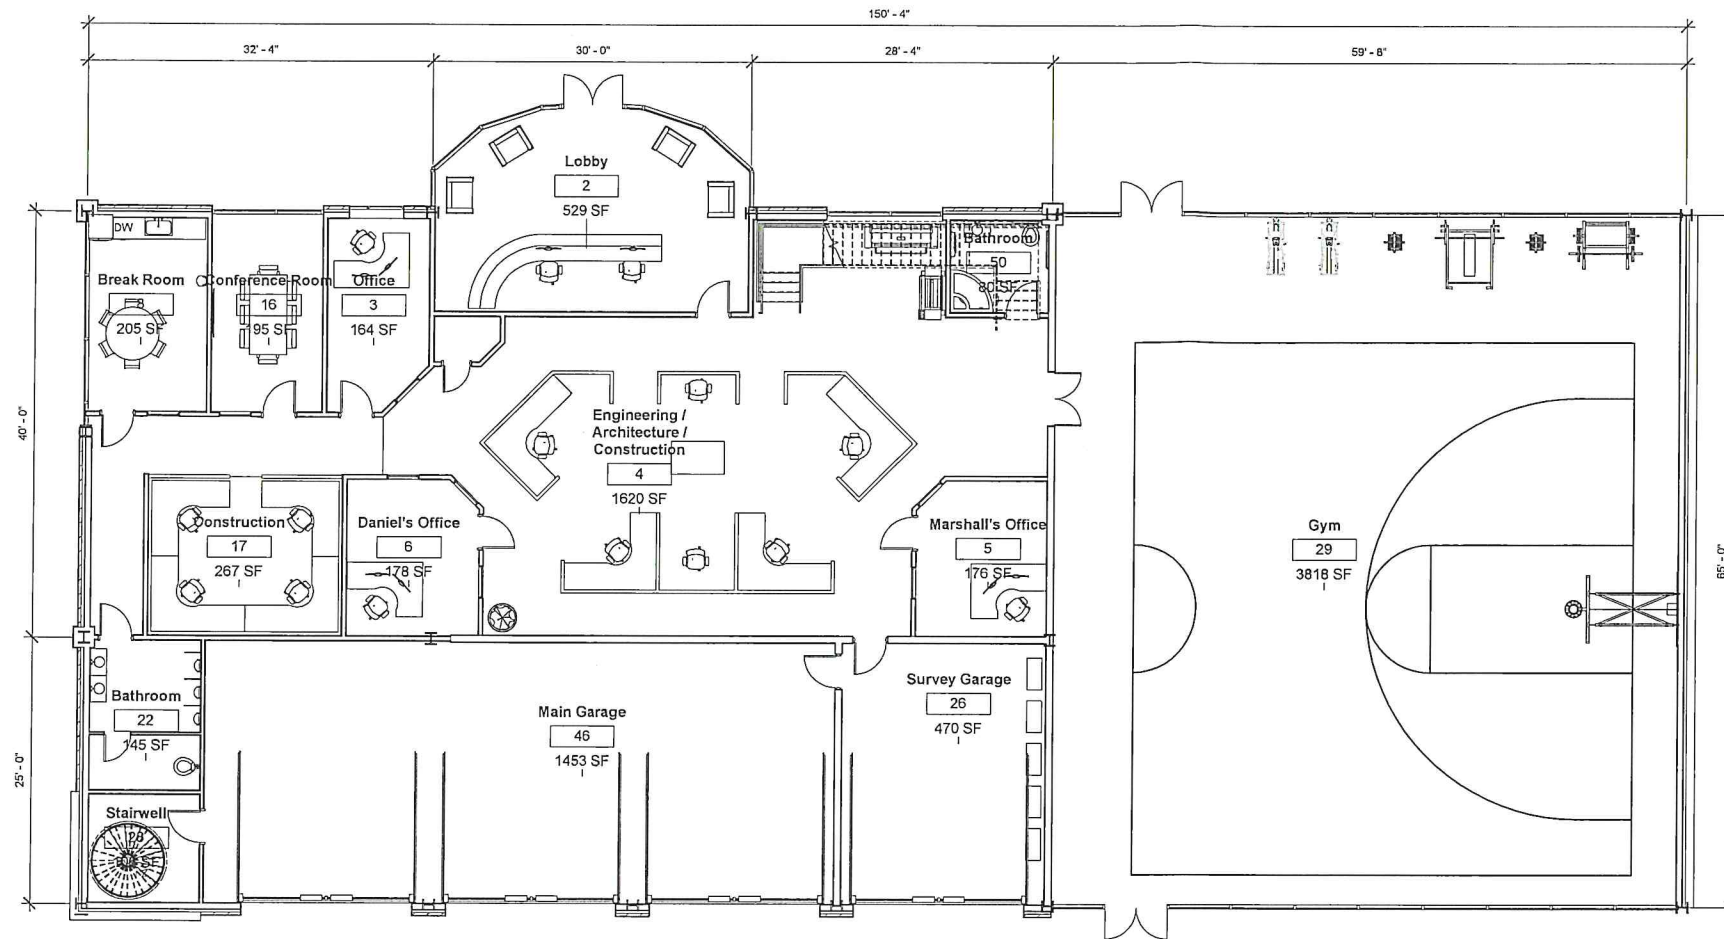 150' - 4"
32' - 4"
30' - 0"
28' - 4"
59' - 8"
Lobby
2
529 SF
DW
Break Room
8
205 SF
Conference Room
16
95 SF
Office
3
164 SF
Bathroom
50
80 SF
40' - 0"
Engineering /
Architecture /
Construction
4
1620 SF
Construction
17
267 SF
Daniel's Office
6
178 SF
Marshall's Office
5
176 SF
Gym
29
3818 SF
65' - 0"
25' - 0"
Bathroom
22
145 SF
Main Garage
46
1453 SF
Survey Garage
26
470 SF
Stairwell
28
SF